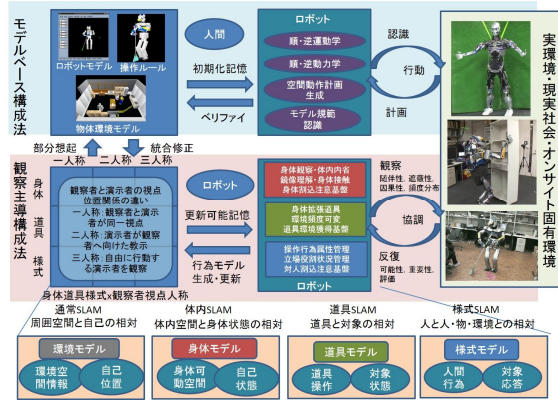 モデルベース構成法
ロボットモデル
操作ルール
物体環境モデル
人間
初期化記憶
ベリファイ
ロボット
順・逆運動学
順・逆動力学
空間動作計画
生成
モデル規範
認識
認識
行動
計画
実環境・現実社会・オンサイト固有環境
部分想起
統合修正
観察主導構成法
一人称
二人称
三人称
身体
道具
様式
観察者と演示者の視点
位置関係の違い
一人称:観察者と演示
者が同一視点
二人称:演示者が観察
者へ向けた教示
三人称:自由に行動す
る演示者を観察
身体道具様式x観察者視点人称
ロボット
更新可能記憶
行為モデル
生成・更新
身体観察・体内内省
鏡像理解・身体接触
身体割込注意基盤
身体拡張道具
環境頻度可変
道具環境獲得基盤
操作行為属性管理
立場役割状況管理
対人割込注意基盤
ロボット
観察
陪伴性、遮蔽性、
因果性、頻度分布
協調
反復
可能性、重要性、
評価
通常SLAM
周囲空間と自己の相対
体内SLAM
体内空間と身体状態の相対
道具SLAM
道具と対象の相対
様式SLAM
人と人・物・環境との相対
環境モデル
環境空
間情報
自己
位置
身体モデル
身体可
動空間
自己
状態
道具モデル
道具
操作
対象
状態
様式モデル
人間
行為
対象
応答